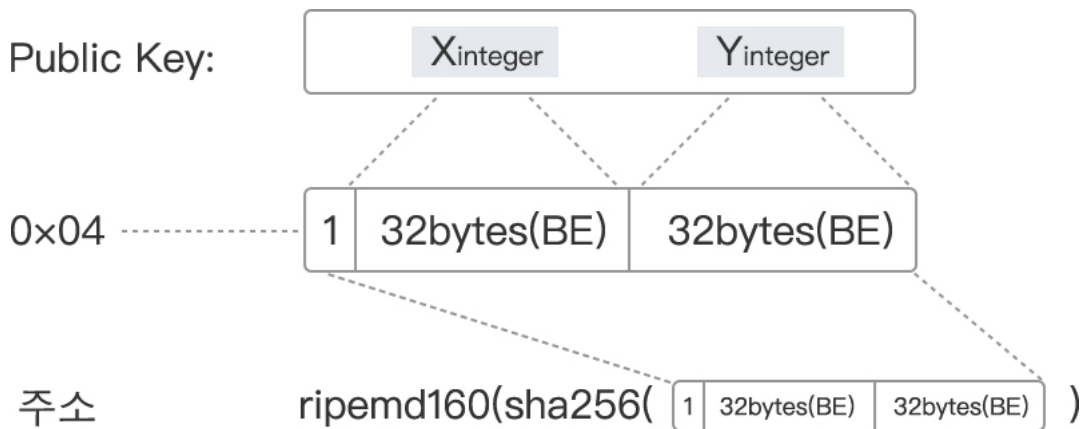 Public Key: Xinteger Yinteger
0×04 1 32bytes(BE) 32bytes(BE)
주소 ripemd160(sha256( 1 32bytes(BE) 32bytes(BE) )